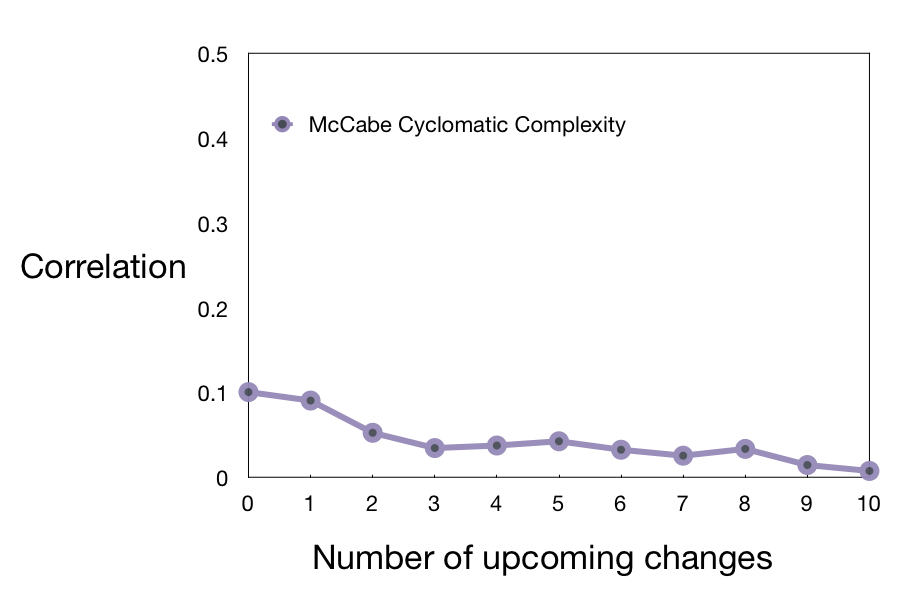 0.5
McCabe Cyclomatic Complexity
0.4
0.3
Correlation
0.2
0.1
0
0 1 2 3 4 5 6 7 8 9 10
Number of upcoming changes